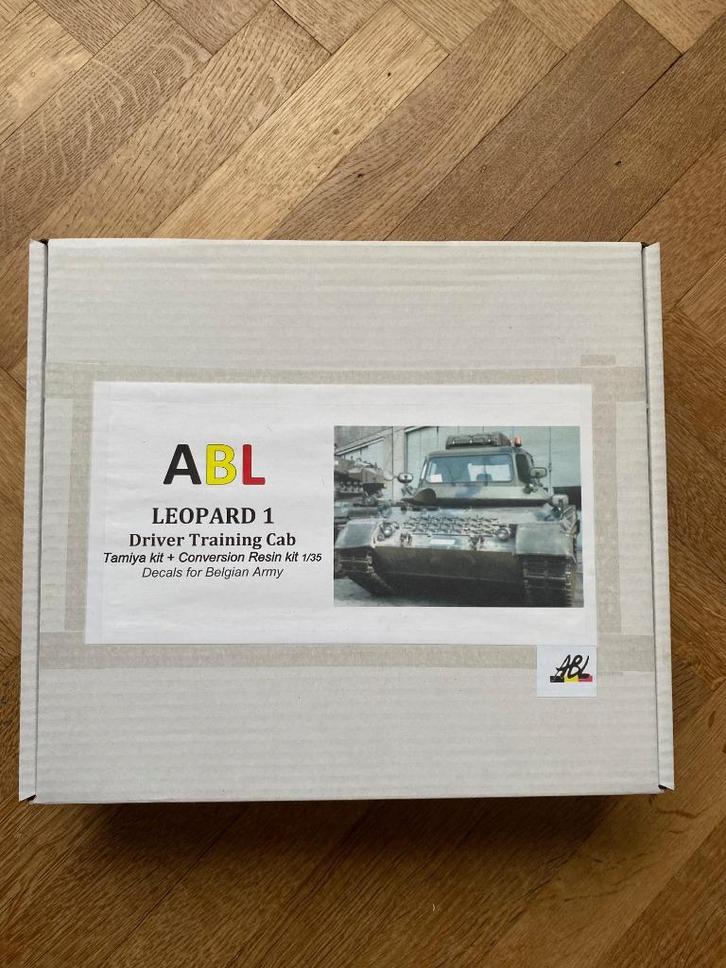 ABL
LEOPARD 1
Driver Training Cab
Tamiya kit + Conversion Resin kit 1/35
Decals for Belgian Army
ABL